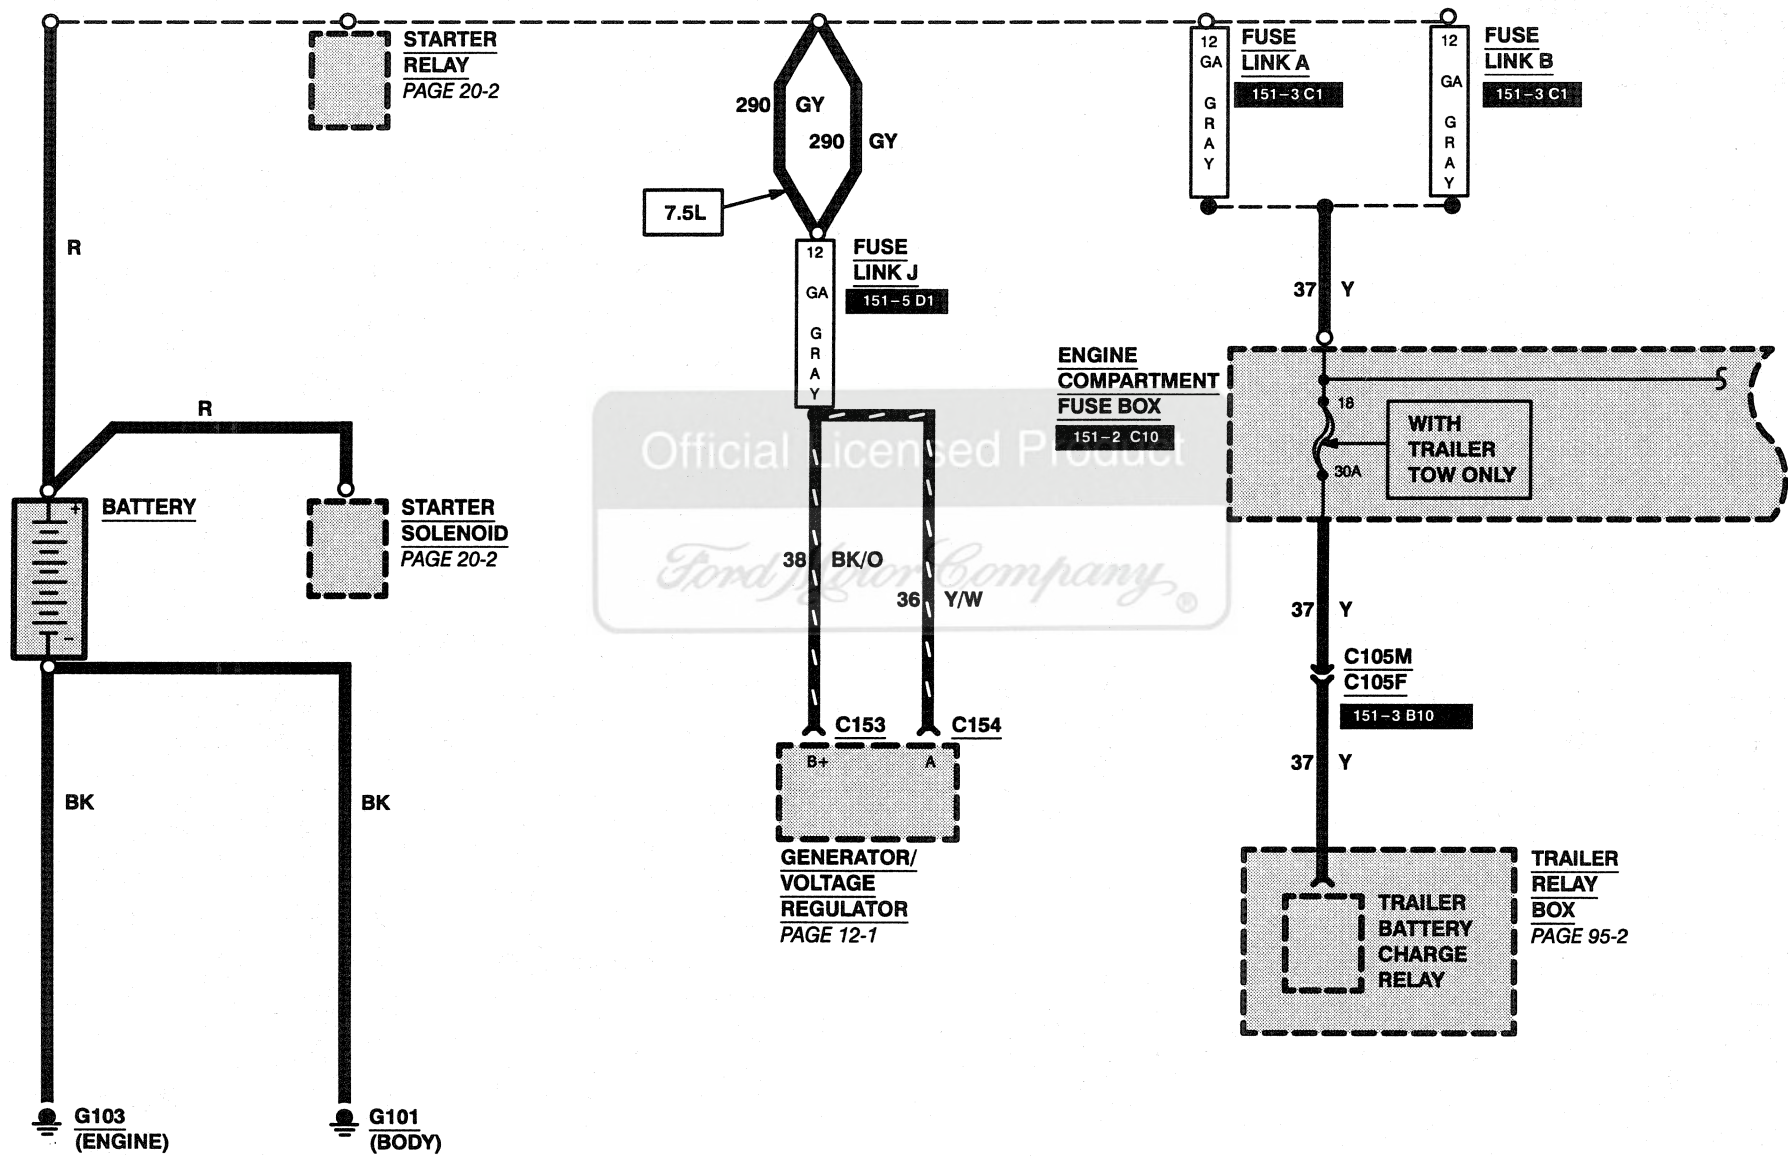 STARTER
RELAY
PAGE 20-2
290
GY
290
GY
7.5L
12
GA
G
R
A
Y
FUSE
LINK J
151-5 D1
12
GA
G
R
A
Y
FUSE
LINK A
151-3 C1
12
GA
G
R
A
Y
FUSE
LINK B
151-3 C1
R
37
Y
ENGINE
COMPARTMENT
FUSE BOX
151-2 C10
18
30A
WITH
TRAILER
TOW ONLY
R
+
-
BATTERY
STARTER
SOLENOID
PAGE 20-2
Official Licensed Product
Ford Motor Company
®
38
BK/O
36
Y/W
37
Y
C105M
C105F
151-3 B10
37
Y
C153
C154
B+
A
GENERATOR/
VOLTAGE
REGULATOR
PAGE 12-1
BK
BK
TRAILER
BATTERY
CHARGE
RELAY
TRAILER
RELAY
BOX
PAGE 95-2
G103
(ENGINE)
G101
(BODY)